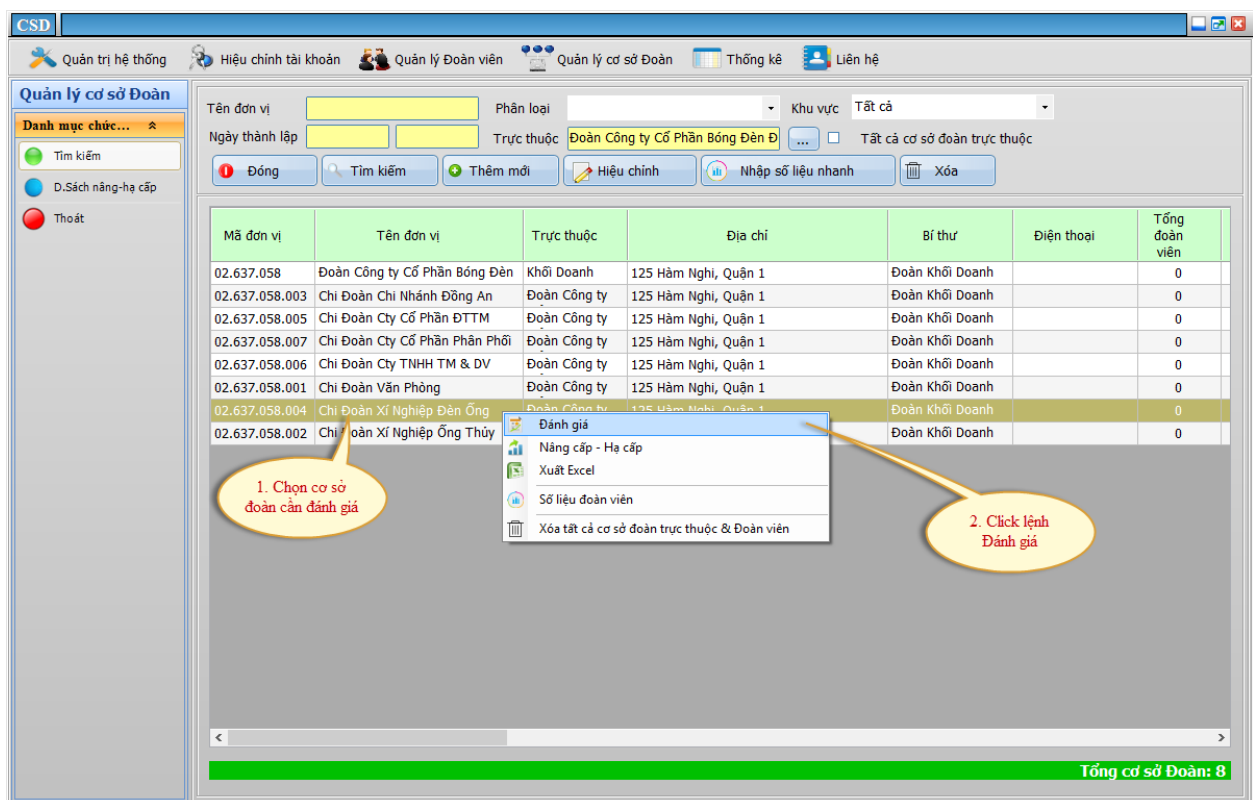 CSD
Quản trị hệ thống Hiệu chỉnh tài khoản Quản lý Đoàn viên Quản lý cơ sở Đoàn Thống kê Liên hệ
Quản lý cơ sở Đoàn
Danh mục chức... 
Tìm kiếm
D.Sách nâng-hạ cấp
Thoát
Tên đơn vị Phân loại Khu vực Tất cả
Ngày thành lập Trực thuộc Đoàn Công ty Cổ Phần Bóng Đèn Đ ... Tất cả cơ sở đoàn trực thuộc
Đóng Tìm kiếm Thêm mới Hiệu chỉnh Nhập số liệu nhanh Xóa
Mã đơn vị Tên đơn vị Trực thuộc Địa chỉ Bí thư Điện thoại Tổng đoàn viên
02.637.058 Đoàn Công ty Cổ Phần Bóng Đèn Khối Doanh 125 Hàm Nghi, Quận 1 Đoàn Khối Doanh 0
02.637.058.003 Chi Đoàn Chi Nhánh Đồng An Đoàn Công ty 125 Hàm Nghi, Quận 1 Đoàn Khối Doanh 0
02.637.058.005 Chi Đoàn Cty Cổ Phần ĐTTM Đoàn Công ty 125 Hàm Nghi, Quận 1 Đoàn Khối Doanh 0
02.637.058.007 Chi Đoàn Cty Cổ Phần Phân Phối Đoàn Công ty 125 Hàm Nghi, Quận 1 Đoàn Khối Doanh 0
02.637.058.006 Chi Đoàn Cty TNHH TM & DV Đoàn Công ty 125 Hàm Nghi, Quận 1 Đoàn Khối Doanh 0
02.637.058.001 Chi Đoàn Văn Phòng Đoàn Công ty 125 Hàm Nghi, Quận 1 Đoàn Khối Doanh 0
02.637.058.004 Chi Đoàn Xí Nghiệp Đèn Ống Đoàn Công ty 125 Hàm Nghi, Quận 1 Đoàn Khối Doanh 0
02.637.058.002 Chi Đoàn Xí Nghiệp Ống Thủy Đoàn Khối Doanh 0
Đánh giá
Nâng cấp - Hạ cấp
Xuất Excel
Số liệu đoàn viên
Xóa tất cả cơ sở đoàn trực thuộc & Đoàn viên
1. Chọn cơ sở
đoàn cần đánh giá
2. Click lệnh
Đánh giá
Tổng cơ sở Đoàn: 8